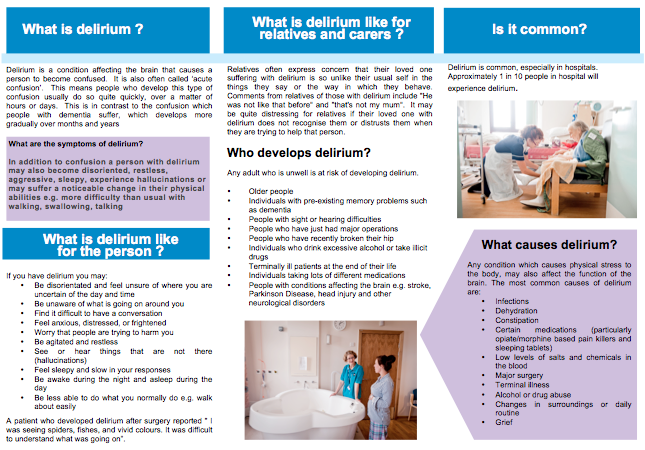 What is delirium ?
Delirium is a condition affecting the brain that causes a
person to become confused. It is also often called 'acute
confusion'. This means people who develop this type of
confusion usually do so quite quickly, over a matter of
hours or days. This is in contrast to the confusion which
people with dementia suffer, which develops more
gradually over months and years
What are the symptoms of delirium?
In addition to confusion a person with delirium
may also become disoriented, restless,
aggressive, sleepy, experience hallucinations or
may suffer a noticeable change in their physical
abilities e.g. more difficulty than usual with
walking, swallowing, talking
What is delirium like
for the person ?
If you have delirium you may:
• Be disorientated and feel unsure of where you are
uncertain of the day and time
• Be unaware of what is going on around you
• Find it difficult to have a conversation
• Feel anxious, distressed, or frightened
• Worry that people are trying to harm you
• Be agitated and restless
• See or hear things that are not there
(hallucinations)
• Feel sleepy and slow in your responses
• Be awake during the night and asleep during the
day
• Be less able to do what you normally do e.g. walk
about easily
A patient who developed delirium after surgery reported " I
was seeing spiders, fishes, and vivid colours. It was difficult
to understand what was going on".
What is delirium like for
relatives and carers ?
Relatives often express concern that their loved one
suffering with delirium is so unlike their usual self in the
things they say or the way in which they behave.
Comments from relatives of those with delirium include "He
was not like that before" and "that's not my mum". It may
be quite distressing for relatives if their loved one with
delirium does not recognise them or distrusts them when
they are trying to help that person.
Who develops delirium?
Any adult who is unwell is at risk of developing delirium.
• Older people
• Individuals with pre-existing memory problems such
as dementia
• People with sight or hearing difficulties
• People who have just had major operations
• People who have recently broken their hip
• Individuals who drink excessive alcohol or take illicit
drugs
• Terminally ill patients at the end of their life
• Individuals taking lots of different medications
• People with conditions affecting the brain e.g. stroke,
Parkinson Disease, head injury and other
neurological disorders
Is it common?
Delirium is common, especially in hospitals.
Approximately 1 in 10 people in hospital will
experience delirium.
What causes delirium?
Any condition which causes physical stress to
the body, may also affect the function of the
brain. The most common causes of delirium
are:
• Infections
• Dehydration
• Constipation
• Certain medications (particularly
opiate/morphine based pain killers and
sleeping tablets)
• Low levels of salts and chemicals in
the blood
• Major surgery
• Terminal illness
• Alcohol or drug abuse
• Changes in surroundings or daily
routine
• Grief